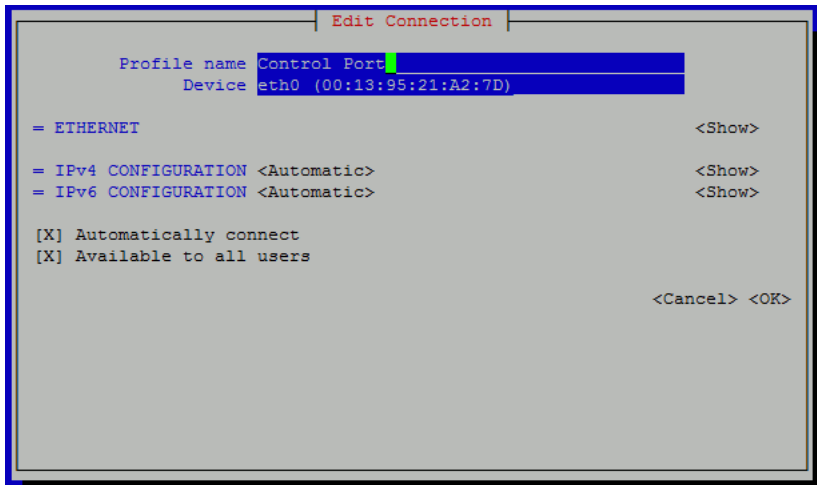 Edit Connection
Profile name Control Port
Device eth0 (00:13:95:21:A2:7D)
= ETHERNET <Show>
= IPv4 CONFIGURATION <Automatic> <Show>
= IPv6 CONFIGURATION <Automatic> <Show>
[X] Automatically connect
[X] Available to all users
<Cancel> <OK>